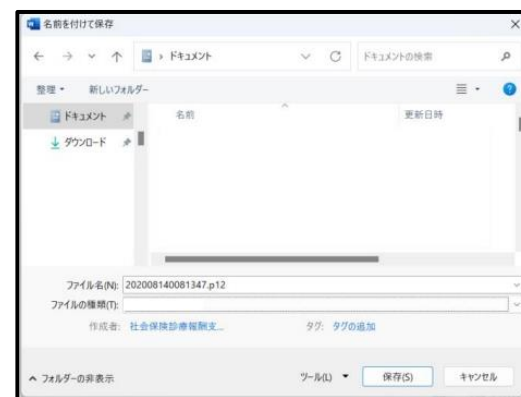 名前を付けて保存
ドキュメント
ドキュメントの検索
整理
新しいフォルダー
ドキュメント
名前
更新日時
ダウンロード
ファイル名(N): 202008140081347.p12
ファイルの種類(T):
作成者: 社会保険診療報酬支...
タグ: タグの追加
フォルダーの非表示
ツール(L)
保存(S)
キャンセル